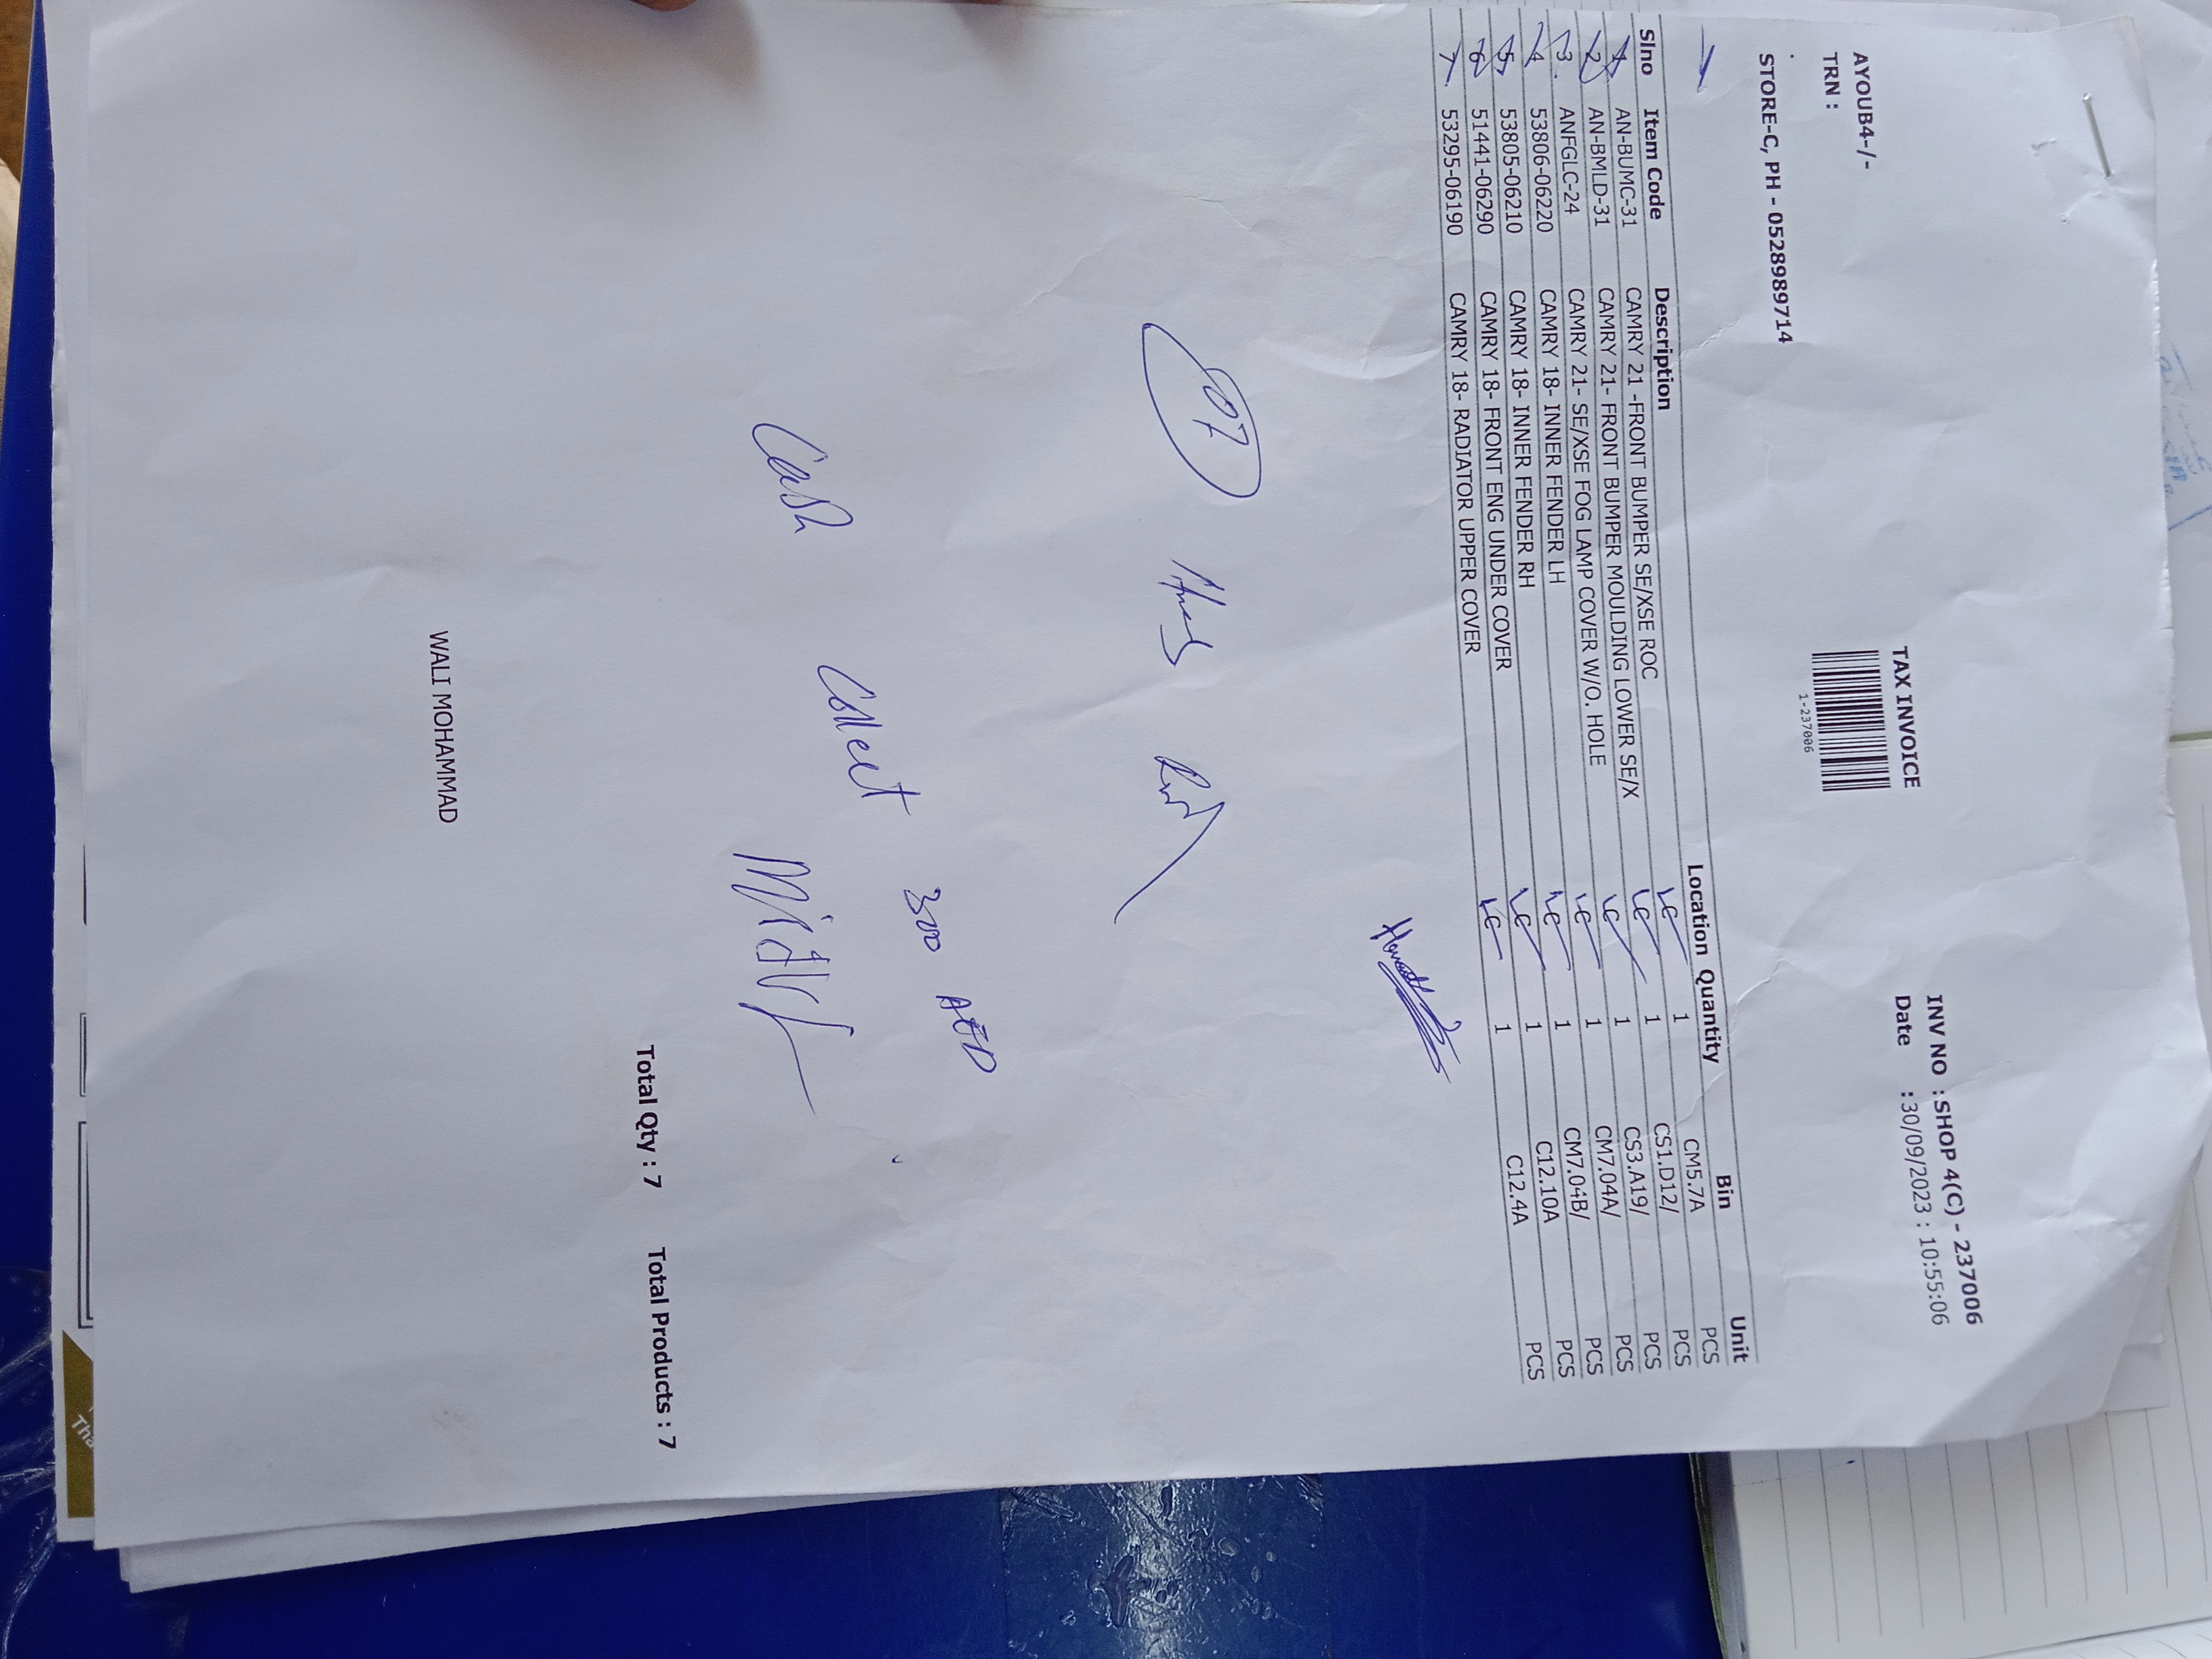 AYOUB4-/-
TRN :
STORE-C, PH - 0528989714
TAX INVOICE
1-237006
INV NO : SHOP 4(C) - 237006
Date : 30/09/2023 : 10:55:06
Slno Item Code Description Location Quantity Bin Unit
1 AN-BUMC-31 CAMRY 21 -FRONT BUMPER SE/XSE ROC 1 CM5.7A PCS
2 AN-BMLD-31 CAMRY 21- FRONT BUMPER MOULDING LOWER SE/X 1 CS1.D12/ PCS
3 ANFGLC-24 CAMRY 21- SE/XSE FOG LAMP COVER W/O. HOLE 1 CS3.A19/ PCS
4 53806-06220 CAMRY 18- INNER FENDER LH 1 CM7.04A/ PCS
5 53805-06210 CAMRY 18- INNER FENDER RH 1 CM7.04B/ PCS
6 51441-06290 CAMRY 18- FRONT ENG UNDER COVER 1 C12.10A PCS
7 53295-06190 CAMRY 18- RADIATOR UPPER COVER 1 C12.4A PCS
07
Cash Collect 300 AED
Total Qty : 7 Total Products : 7
WALI MOHAMMAD
Tha